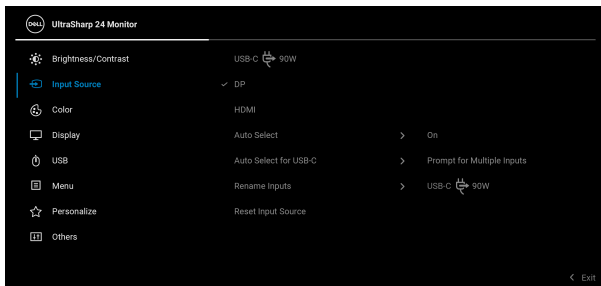 DELL UltraSharp 24 Monitor
Brightness/Contrast USB-C 90W
Input Source DP
Color HDMI
Display Auto Select On
USB Auto Select for USB-C Prompt for Multiple Inputs
Menu Rename Inputs USB-C 90W
Personalize Reset Input Source
Others
Exit